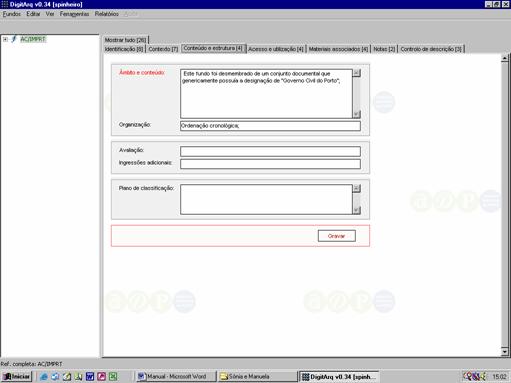 DigitArq v0.34 [spinheiro]
Fundos Editar Ver Ferramentas Relatórios Ajuda
AC/IMPRT
Mostrar tudo [26]
Identificação [6] Contexto [7] Conteúdo e estrutura [4] Acesso e utilização [4] Materiais associados [4] Notas [2] Controlo de descrição [3]
Âmbito e conteúdo:
Este fundo foi desmembrado de um conjunto documental que
genericamente possuía a designação de "Governo Civil do Porto";
Organização: Ordenação cronológica;
Avaliação:
Ingressões adicionais:
Plano de classificação:
Gravar
Ref. completa: AC/IMPRT
Iniciar Manual - Microsoft Word Sónia e Manuela DigitArq v0.34 [spinh... 15:02